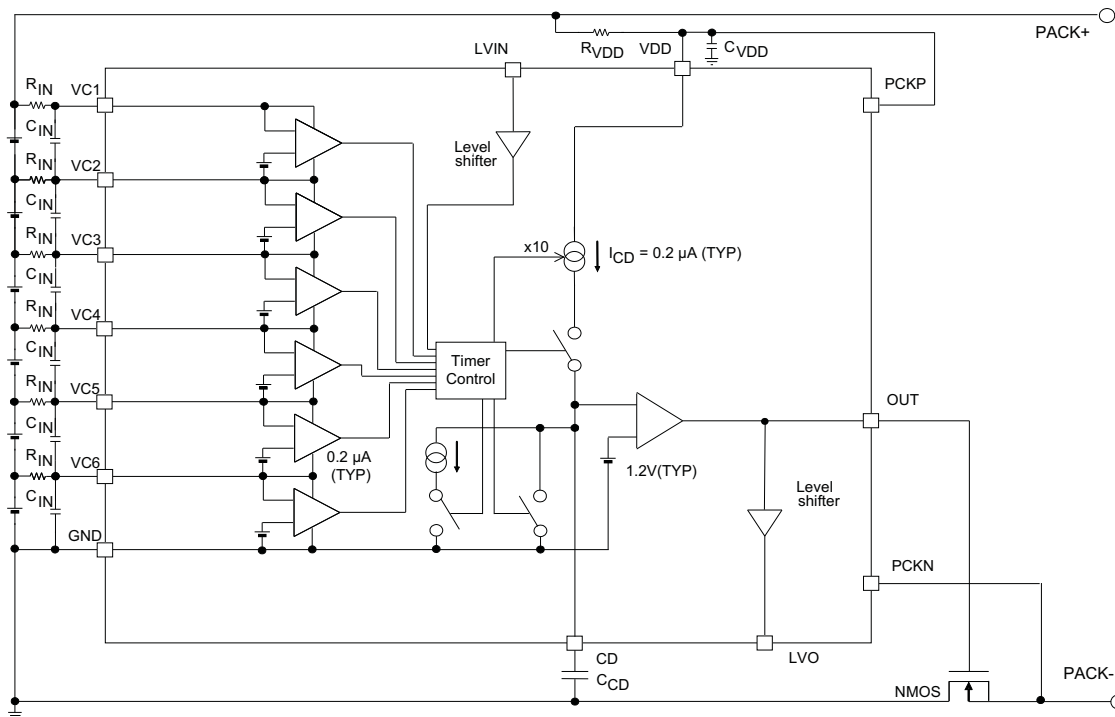 PACK+
LVIN
RVDD
VDD
CVDD
PCKP
RIN
VC1
CIN
RIN
VC2
CIN
RIN
VC3
CIN
RIN
VC4
CIN
RIN
VC5
CIN
RIN
VC6
CIN
GND
Level
shifter
x10
ICD = 0.2 µA (TYP)
Timer
Control
0.2 µA
(TYP)
1.2V(TYP)
OUT
Level
shifter
PCKN
CD
CCD
LVO
NMOS
PACK-